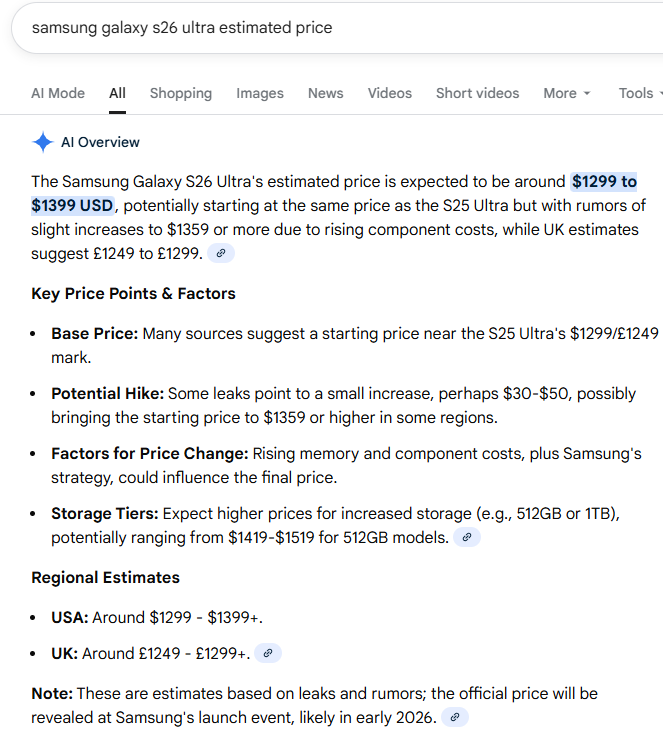 samsung galaxy s26 ultra estimated price
AI Mode All Shopping Images News Videos Short videos More Tools
AI Overview
The Samsung Galaxy S26 Ultra's estimated price is expected to be around $1299 to
$1399 USD, potentially starting at the same price as the S25 Ultra but with rumors of
slight increases to $1359 or more due to rising component costs, while UK estimates
suggest £1249 to £1299.
Key Price Points & Factors
• Base Price: Many sources suggest a starting price near the S25 Ultra's $1299/£1249
mark.
• Potential Hike: Some leaks point to a small increase, perhaps $30-$50, possibly
bringing the starting price to $1359 or higher in some regions.
• Factors for Price Change: Rising memory and component costs, plus Samsung's
strategy, could influence the final price.
• Storage Tiers: Expect higher prices for increased storage (e.g., 512GB or 1TB),
potentially ranging from $1419-$1519 for 512GB models.
Regional Estimates
• USA: Around $1299 - $1399+.
• UK: Around £1249 - £1299+.
Note: These are estimates based on leaks and rumors; the official price will be
revealed at Samsung's launch event, likely in early 2026.